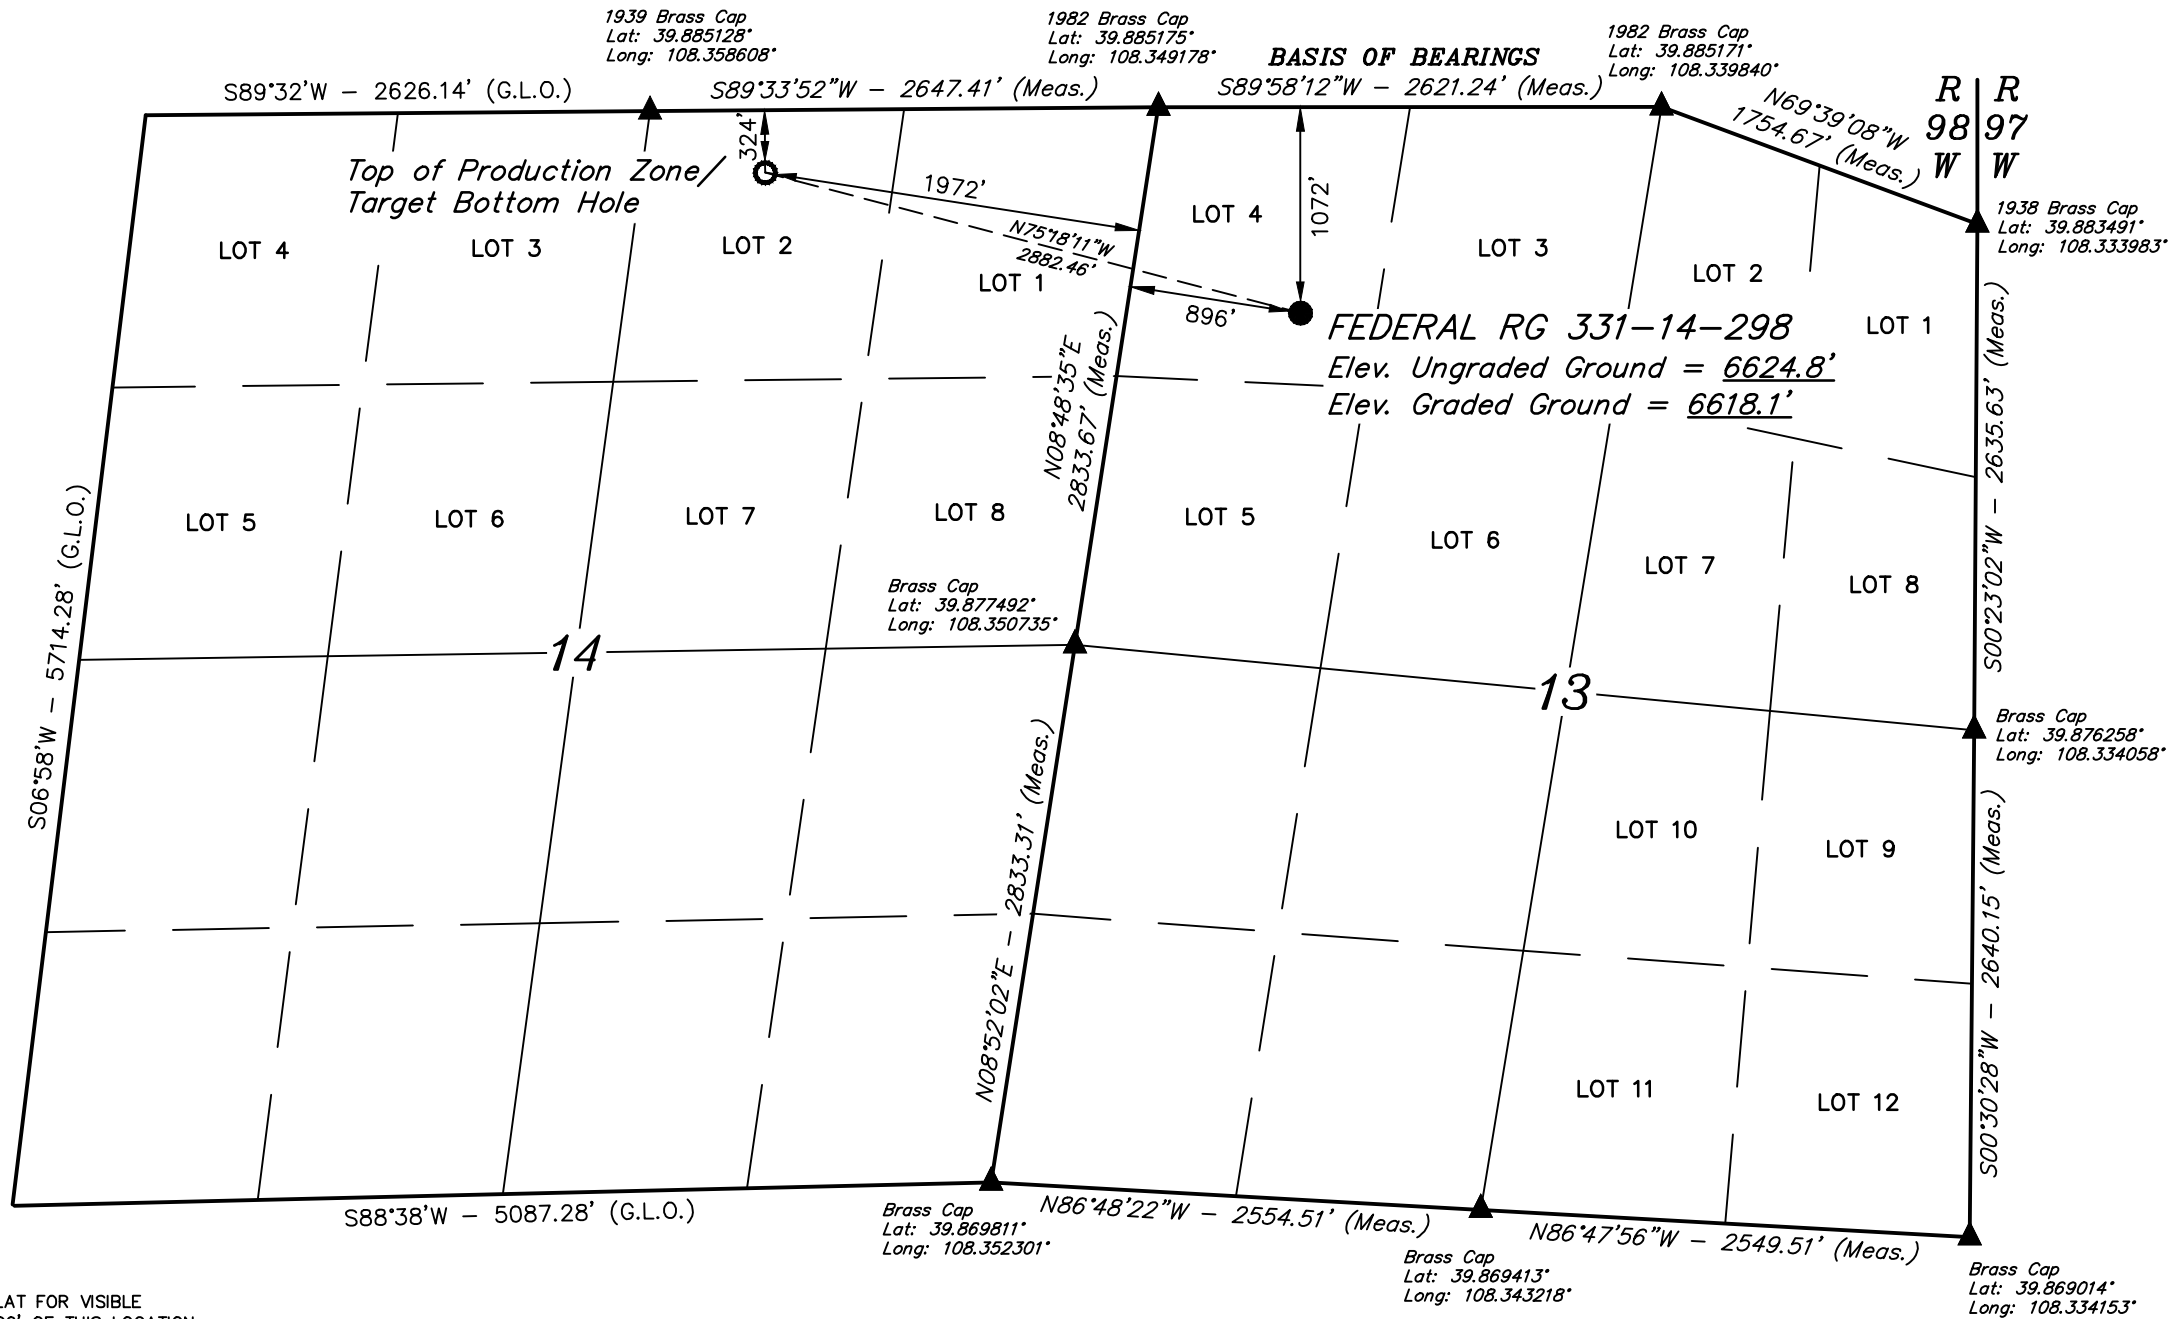 1939 Brass Cap
Lat: 39.885128°
Long: 108.358608°
1982 Brass Cap
Lat: 39.885175°
Long: 108.349178°
BASIS OF BEARINGS
1982 Brass Cap
Lat: 39.885171°
Long: 108.339840°
S89°32'W – 2626.14' (G.L.O.)
S89°33'52"W – 2647.41' (Meas.)
S89°58'12"W – 2621.24' (Meas.)
N69°39'08"W
1754.67' (Meas.)
R R
98 97
W W
324'
Top of Production Zone/
Target Bottom Hole
1972'
N75°18'11"W
2882.46'
1072'
896'
1938 Brass Cap
Lat: 39.883491°
Long: 108.333983°
LOT 4
LOT 3
LOT 2
LOT 1
LOT 4
LOT 3
LOT 2
LOT 1
FEDERAL RG 331-14-298
Elev. Ungraded Ground = 6624.8'
Elev. Graded Ground = 6618.1'
N08°48'35"E
2833.67' (Meas.)
S00°23'02"W – 2635.63' (Meas.)
S06°58'W – 5714.28' (G.L.O.)
LOT 5
LOT 6
LOT 7
LOT 8
LOT 5
LOT 6
LOT 7
LOT 8
Brass Cap
Lat: 39.877492°
Long: 108.350735°
14
13
Brass Cap
Lat: 39.876258°
Long: 108.334058°
N08°52'02"E – 2833.31' (Meas.)
S00°30'28"W – 2640.15' (Meas.)
LOT 10
LOT 9
LOT 11
LOT 12
S88°38'W – 5087.28' (G.L.O.)
Brass Cap
Lat: 39.869811°
Long: 108.352301°
N86°48'22"W – 2554.51' (Meas.)
N86°47'56"W – 2549.51' (Meas.)
Brass Cap
Lat: 39.869413°
Long: 108.343218°
Brass Cap
Lat: 39.869014°
Long: 108.334153°
LAT FOR VISIBLE
OF THIS LOCATION